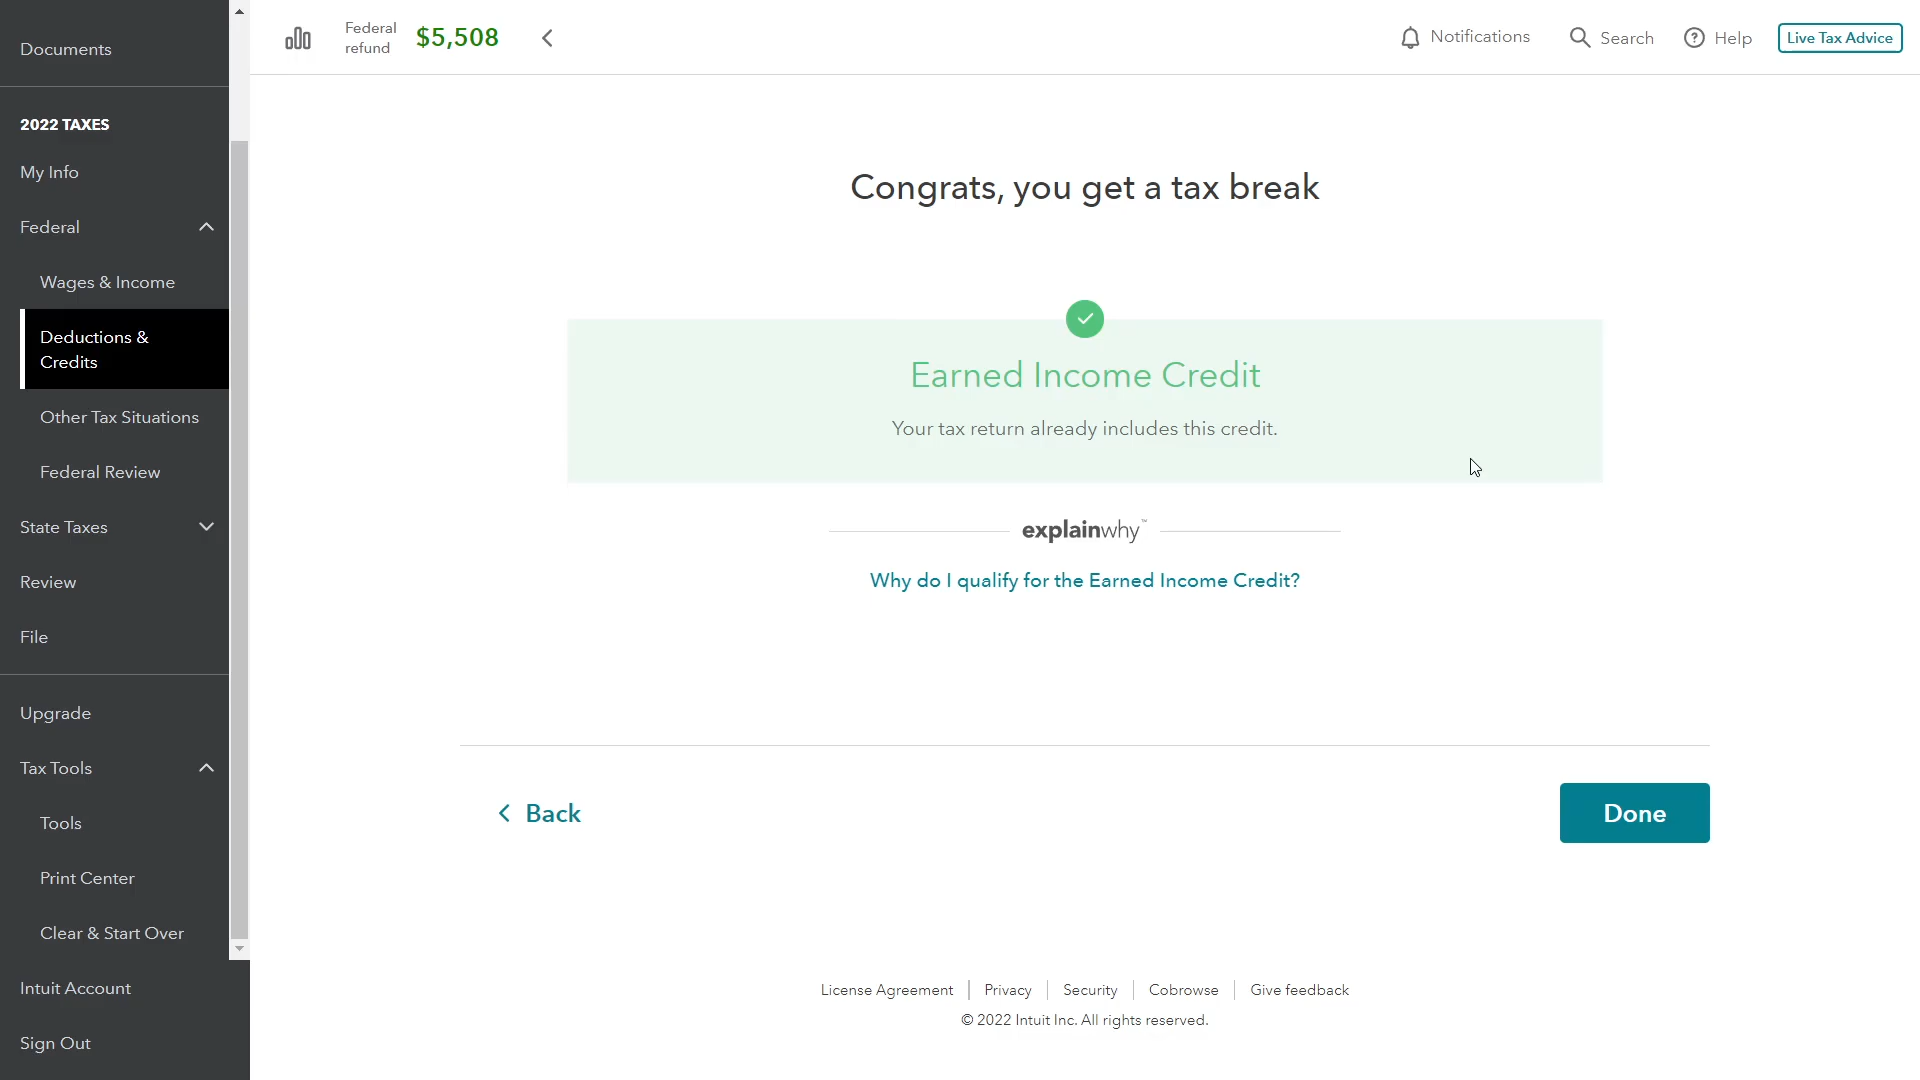 Documents
2022 TAXES
My Info
Federal
Wages & Income
Deductions &
Credits
Other Tax Situations
Federal Review
State Taxes
Review
File
Upgrade
Tax Tools
Tools
Print Center
Clear & Start Over
Intuit Account
Sign Out
Federal
refund
$5,508
Notifications
Search
Help
Live Tax Advice
Congrats, you get a tax break
Earned Income Credit
Your tax return already includes this credit.
explainwhy™
Why do I qualify for the Earned Income Credit?
Back
Done
License Agreement
Privacy
Security
Cobrowse
Give feedback
© 2022 Intuit Inc. All rights reserved.